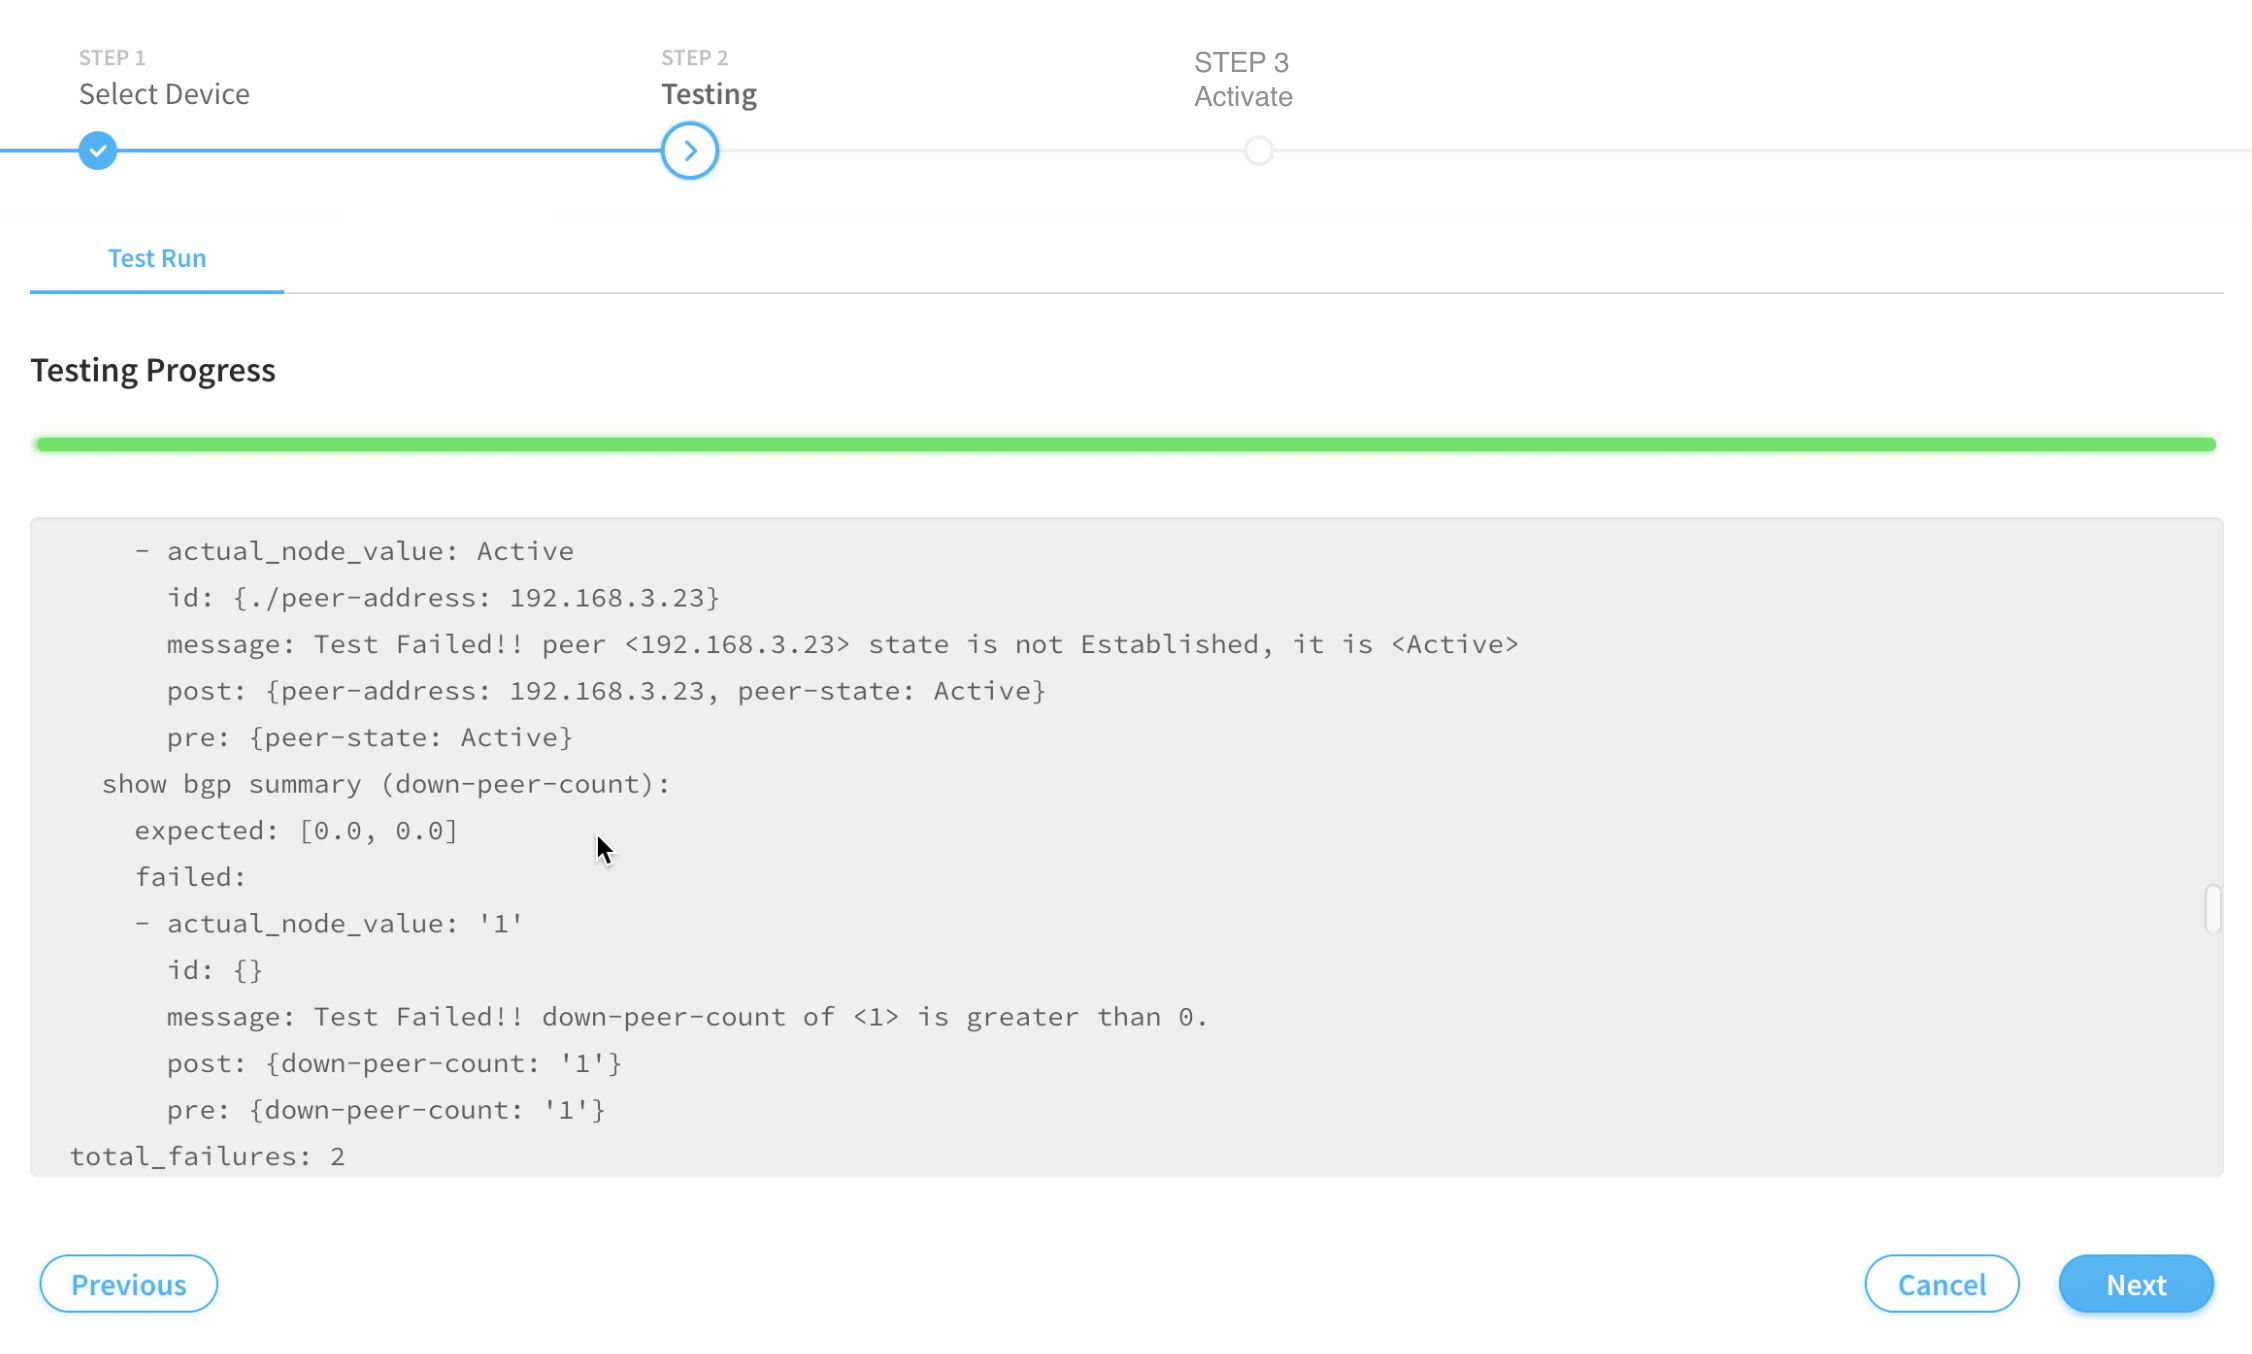 STEP 1
Select Device
STEP 2
Testing
STEP 3
Activate
Test Run
Testing Progress
- actual_node_value: Active
id: {./peer-address: 192.168.3.23}
message: Test Failed!! peer <192.168.3.23> state is not Established, it is <Active>
post: {peer-address: 192.168.3.23, peer-state: Active}
pre: {peer-state: Active}
show bgp summary (down-peer-count):
expected: [0.0, 0.0]
failed:
- actual_node_value: '1'
id: {}
message: Test Failed!! down-peer-count of <1> is greater than 0.
post: {down-peer-count: '1'}
pre: {down-peer-count: '1'}
total_failures: 2
Previous
Cancel
Next